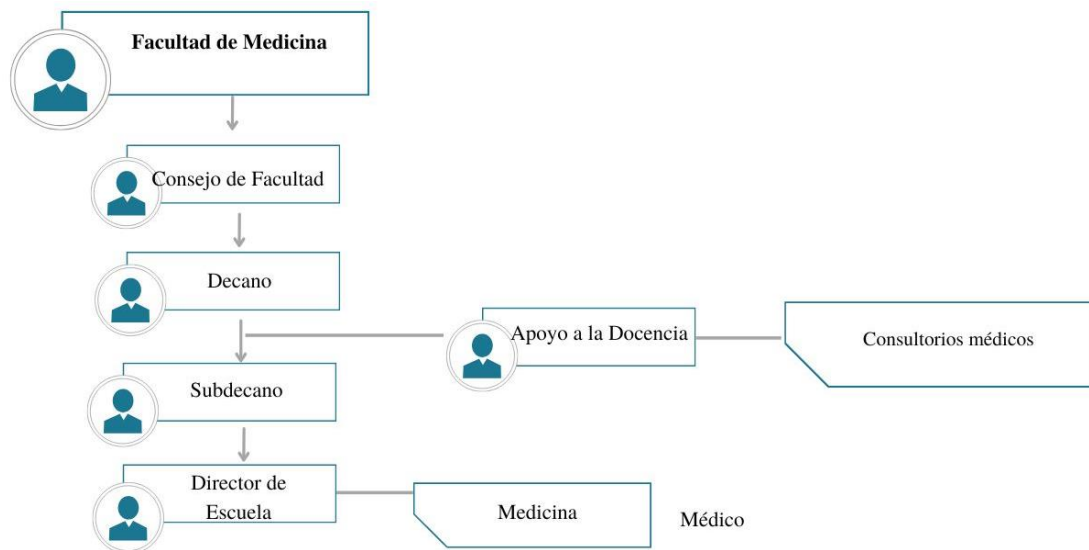 Facultad de Medicina
Consejo de Facultad
Decano
Apoyo a la Docencia
Consultorios médicos
Subdecano
Director de
Escuela
Medicina
Médico